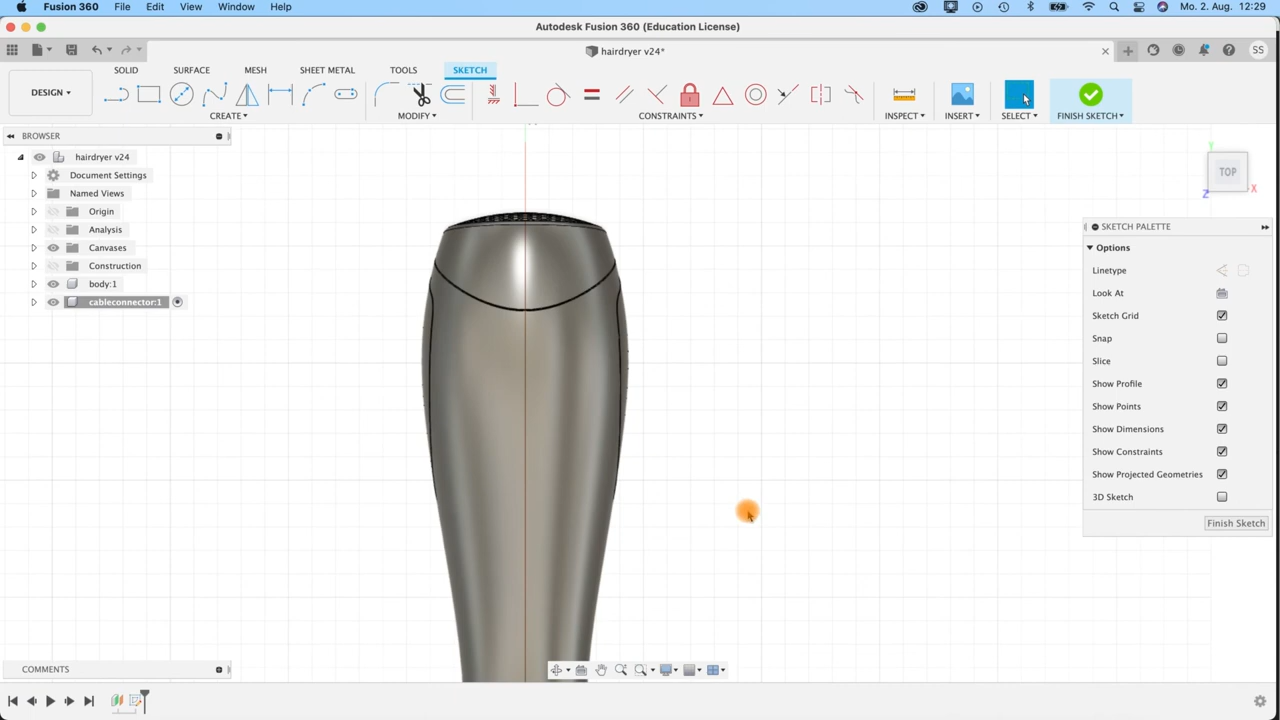 Fusion 360 File Edit View Window Help Mo. 2. Aug. 12:29
Autodesk Fusion 360 (Education License)
hairdryer v24*
SS
DESIGN
SOLID SURFACE MESH SHEET METAL TOOLS SKETCH
CREATE MODIFY CONSTRAINTS INSPECT INSERT SELECT FINISH SKETCH
BROWSER
hairdryer v24
Document Settings
Named Views
Origin
Analysis
Canvases
Construction
body:1
cableconnector:1
TOP
Y
X
Z
SKETCH PALETTE
Options
Linetype
Look At
Sketch Grid
Snap
Slice
Show Profile
Show Points
Show Dimensions
Show Constraints
Show Projected Geometries
3D Sketch
Finish Sketch
COMMENTS